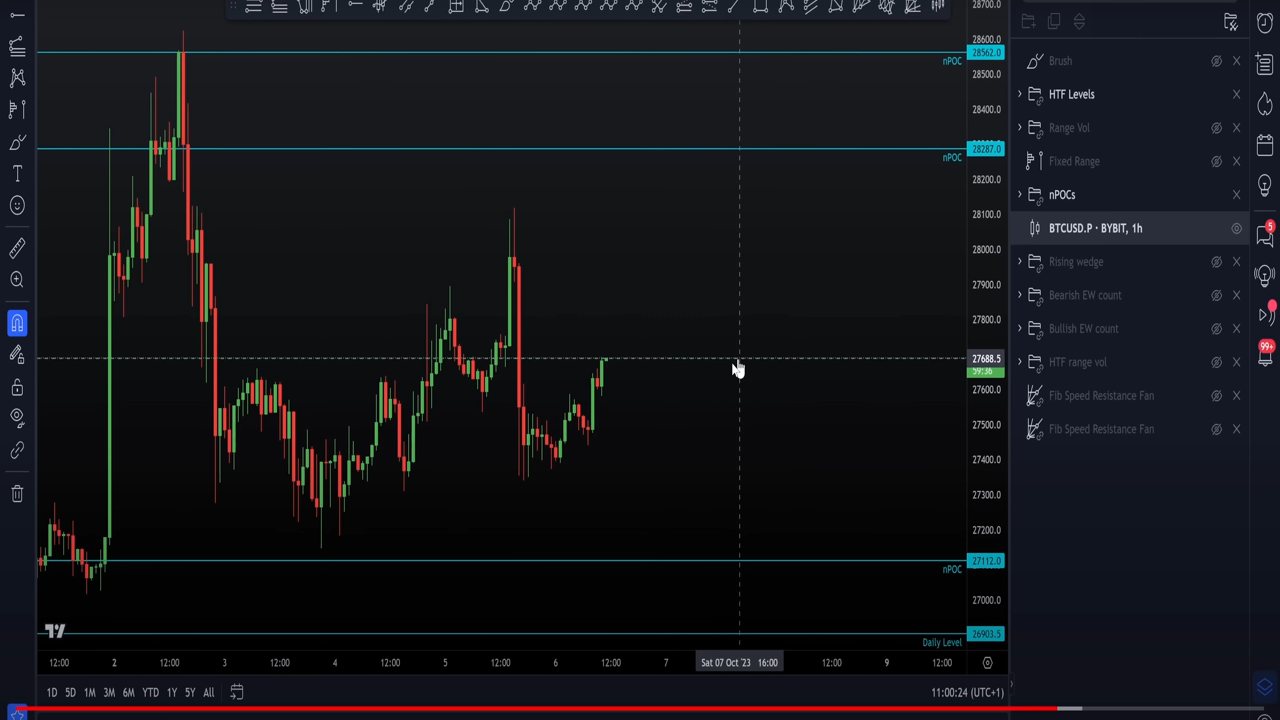 28700.0
28600.0
28562.0
nPOC
28500.0
28400.0
28287.0
nPOC
28200.0
28100.0
28000.0
27900.0
27800.0
27688.5
59:36
27600.0
27500.0
27400.0
27300.0
27200.0
27112.0
nPOC
27000.0
26903.5
Daily Level
12:00
2
12:00
3
12:00
4
12:00
5
12:00
6
12:00
7
Sat 07 Oct '23 16:00
12:00
9
12:00
1D 5D 1M 3M 6M YTD 1Y 5Y All
11:00:24 (UTC+1)
Brush
HTF Levels
Range Vol
Fixed Range
nPOCs
BTCUSD.P · BYBIT, 1h
Rising wedge
Bearish EW count
Bullish EW count
HTF range vol
Fib Speed Resistance Fan
Fib Speed Resistance Fan
5
99+